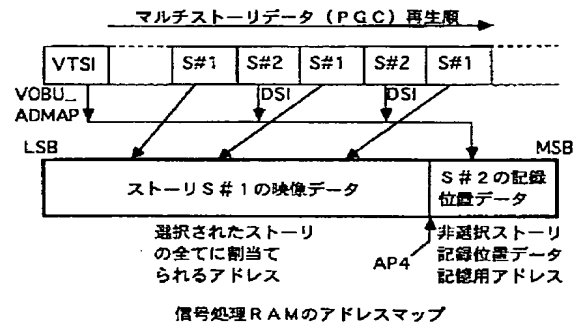 マルチストーリデータ（PGC）再生順
VTSI S#1 S#2 S#1 S#2 S#1
VOBU_ DSI DSI
ADMAP
LSB MSB
ストーリS#1の映像データ
S#2の記録
位置データ
選択されたストーリ
の全てに割当て
られるアドレス
AP4
非選択ストーリ
記録位置データ
記憶用アドレス
信号処理RAMのアドレスマップ